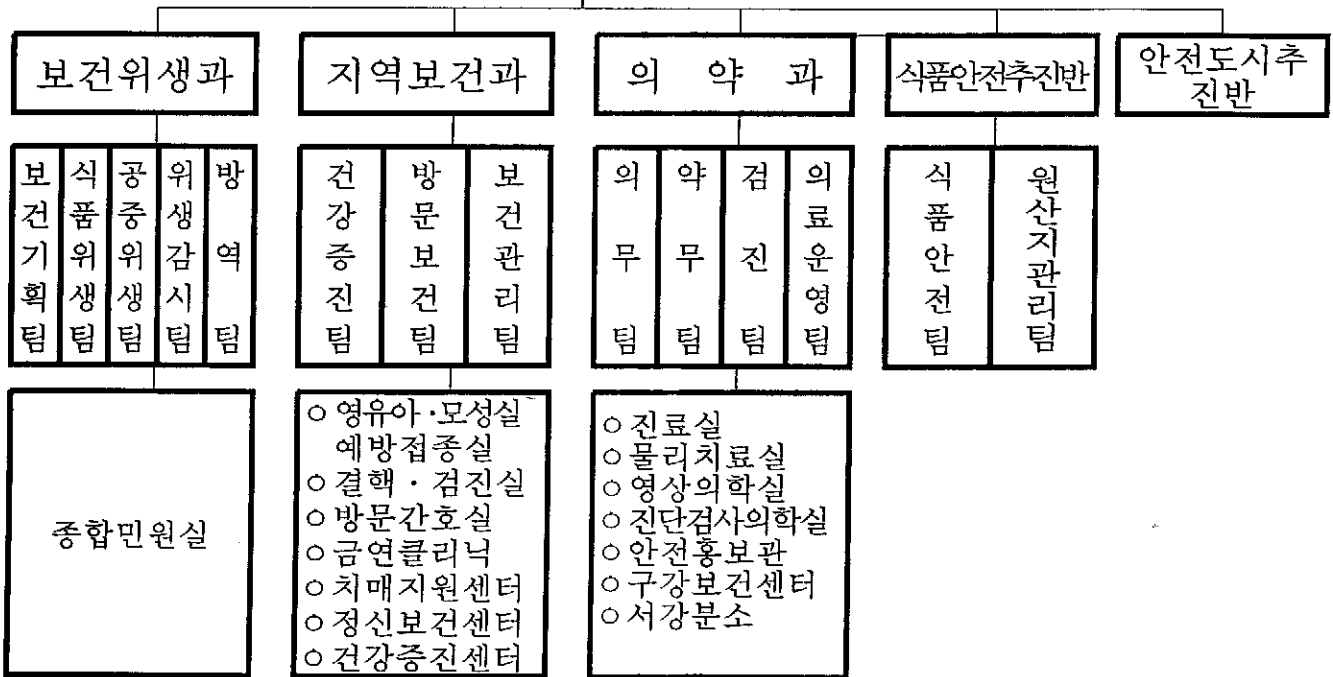 보건위생과
지역보건과
의 약 과
식품안전추진반
안전도시추
진반
보건기획팀
식품위생팀
공중위생팀
위생감시팀
방역팀
건강증진팀
방문보건팀
보건관리팀
의무팀
약무팀
검진팀
의료운영팀
식품안전팀
원산지관리팀
종합민원실
○ 영유아·모성실
예방접종실
○ 결핵·검진실
○ 방문간호실
○ 금연클리닉
○ 치매지원센터
○ 정신보건센터
○ 건강증진센터
○ 진료실
○ 물리치료실
○ 영상의학실
○ 진단검사의학실
○ 안전홍보관
○ 구강보건센터
○ 서강분소